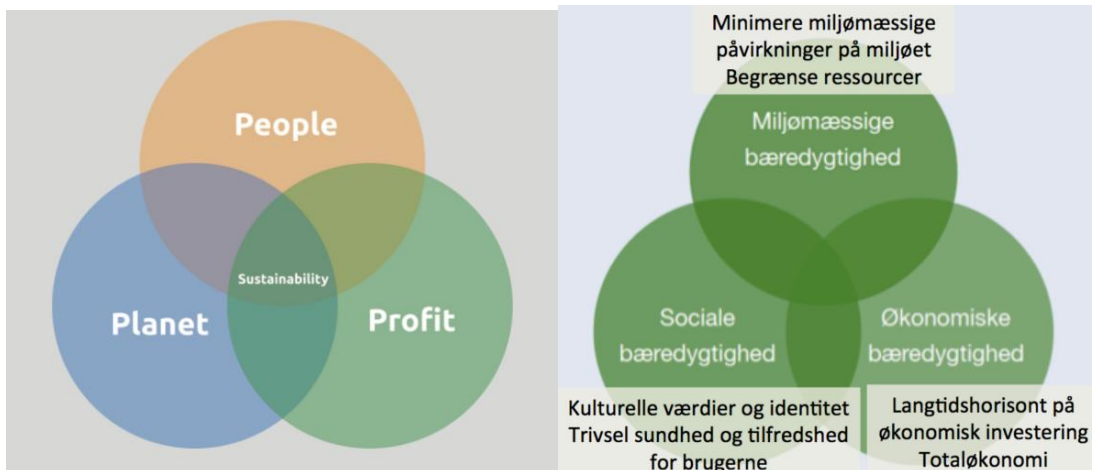 People
Sustainability
Planet
Profit
Minimere miljømæssige
påvirkninger på miljøet
Begrænse ressourcer
Miljømæssige
bæredygtighed
Sociale
bæredygtighed
Økonomiske
bæredygtighed
Kulturelle værdier og identitet
Trivsel sundhed og tilfredshed
for brugerne
Langtidshorisont på
økonomisk investering
Totaløkonomi